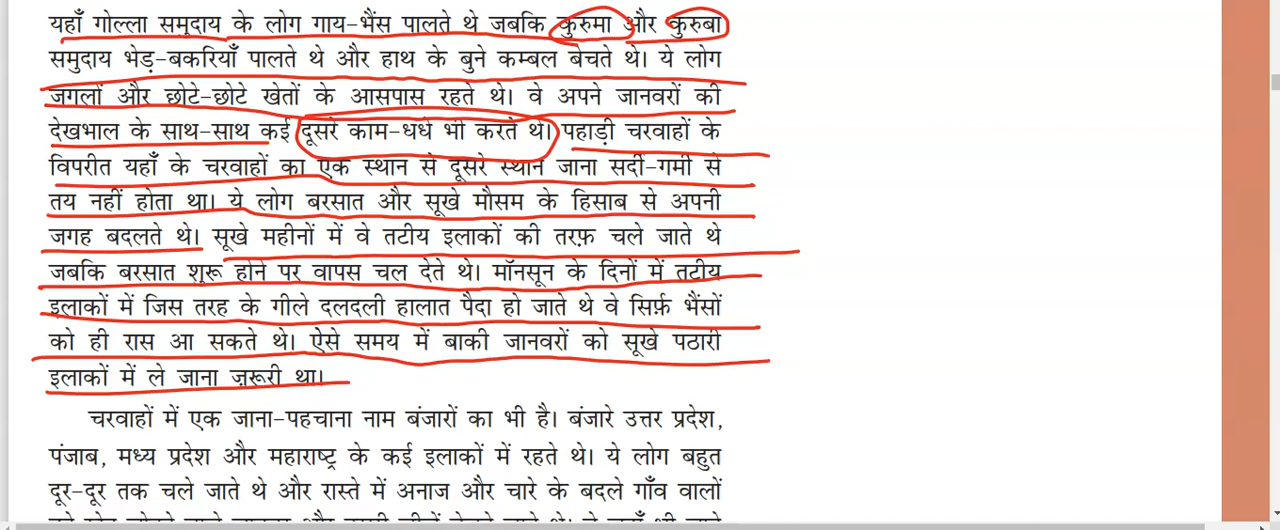 यहाँ गोल्ला समुदाय के लोग गाय-भैंस पालते थे जबकि कुरुमा और कुरुबा
समुदाय भेड़-बकरियाँ पालते थे और हाथ के बुने कम्बल बेचते थे। ये लोग
जंगलों और छोटे-छोटे खेतों के आसपास रहते थे। वे अपने जानवरों की
देखभाल के साथ-साथ कई दूसरे काम-धंधे भी करते थे। पहाड़ी चरवाहों के
विपरीत यहाँ के चरवाहों का एक स्थान से दूसरे स्थान जाना सर्दी-गर्मी से
तय नहीं होता था। ये लोग बरसात और सूखे मौसम के हिसाब से अपनी
जगह बदलते थे। सूखे महीनों में वे तटीय इलाकों की तरफ़ चले जाते थे
जबकि बरसात शुरू होने पर वापस चल देते थे। मॉनसून के दिनों में तटीय
इलाकों में जिस तरह के गीले दलदली हालात पैदा हो जाते थे वे सिर्फ़ भैंसों
को ही रास आ सकते थे। ऐसे समय में बाकी जानवरों को सूखे पठारी
इलाकों में ले जाना ज़रूरी था।
चरवाहों में एक जाना-पहचाना नाम बंजारों का भी है। बंजारे उत्तर प्रदेश,
पंजाब, मध्य प्रदेश और महाराष्ट्र के कई इलाकों में रहते थे। ये लोग बहुत
दूर-दूर तक चले जाते थे और रास्ते में अनाज और चारे के बदले गाँव वालों